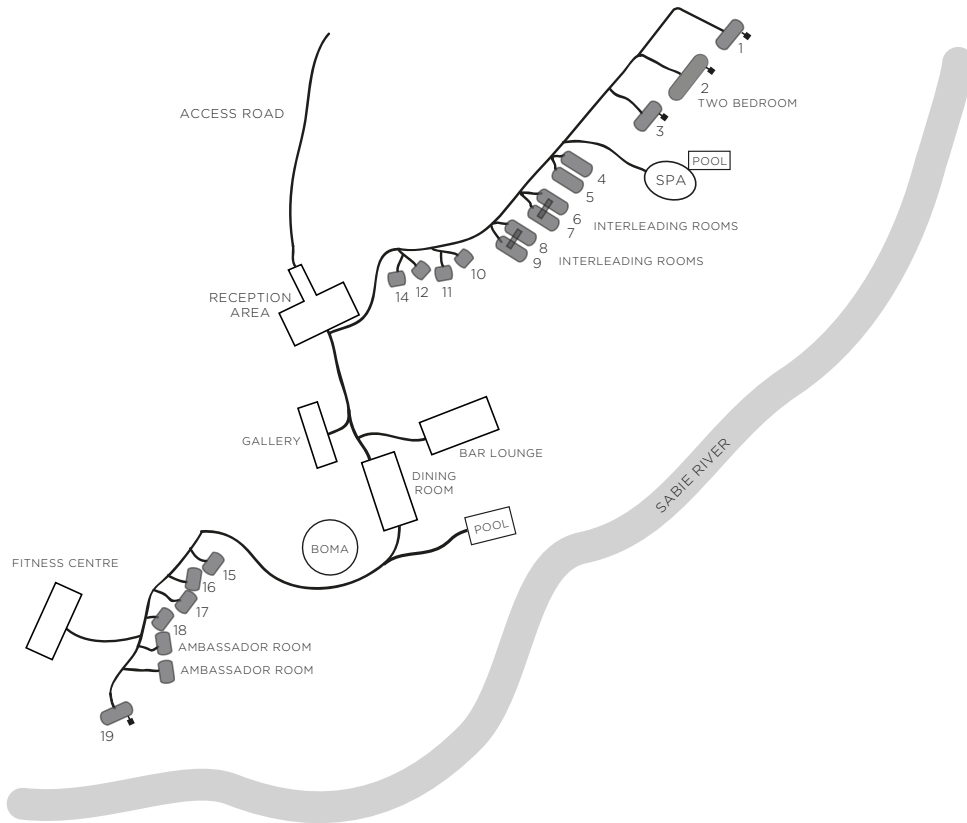 1
2
TWO BEDROOM
ACCESS ROAD
3
POOL
SPA
4
5
6
7
INTERLEADING ROOMS
8
9
INTERLEADING ROOMS
10
11
12
14
RECEPTION
AREA
GALLERY
BAR LOUNGE
DINING
ROOM
SABIE RIVER
POOL
BOMA
FITNESS CENTRE
15
16
17
18
AMBASSADOR ROOM
AMBASSADOR ROOM
19